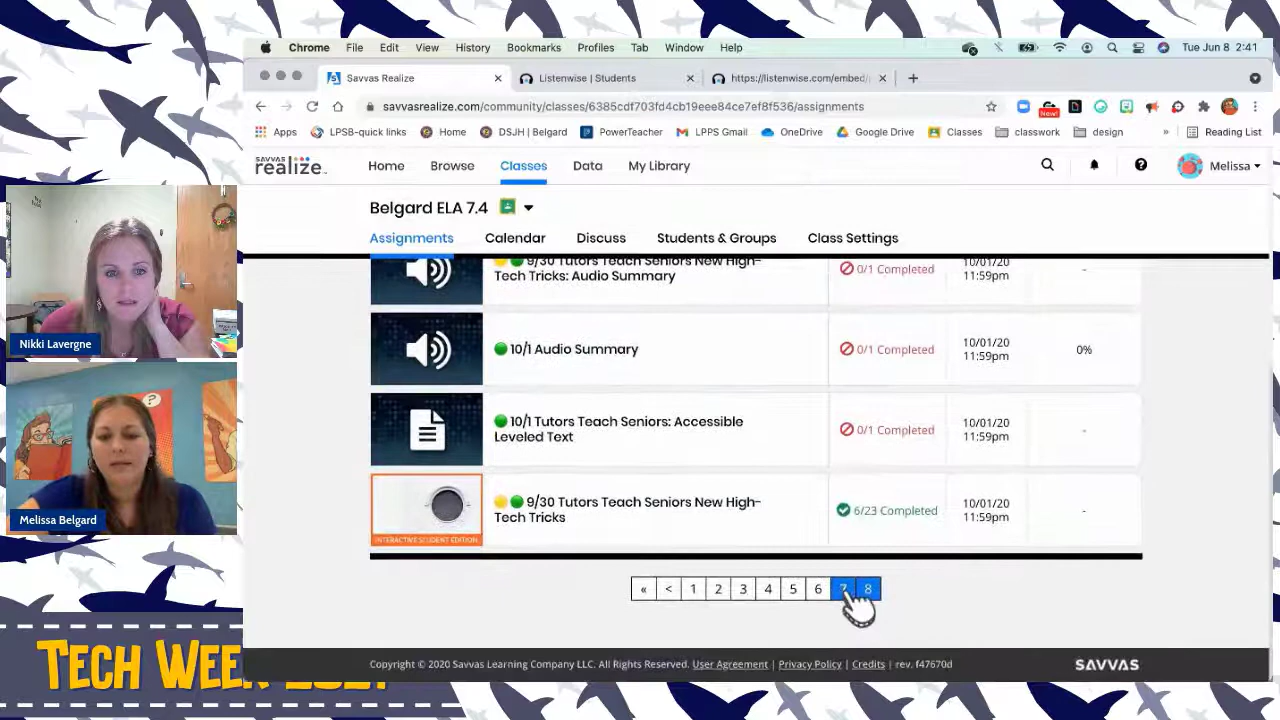 Chrome File Edit View History Bookmarks Profiles Tab Window Help Tue Jun 8 2:41
Savvas Realize × Listenwise | Students × https://listenwise.com/embed × +
savvasrealize.com/community/classes/6385cdf703fd4cb19eee84ce7ef8f536/assignments
New!
Apps LPSB-quick links Home DSJH | Belgard PowerTeacher LPPS Gmail OneDrive Google Drive Classes classwork design » Reading List
SAVVAS
realize™ Home Browse Classes Data My Library Melissa
Belgard ELA 7.4
Assignments Calendar Discuss Students & Groups Class Settings
9/30 Tutors Teach Seniors New High-
Tech Tricks: Audio Summary
0/1 Completed
10/01/20
11:59pm
-
10/1 Audio Summary
0/1 Completed
10/01/20
11:59pm
0%
10/1 Tutors Teach Seniors: Accessible
Leveled Text
0/1 Completed
10/01/20
11:59pm
-
INTERACTIVE STUDENT EDITION
9/30 Tutors Teach Seniors New High-
Tech Tricks
6/23 Completed
10/01/20
11:59pm
-
« < 1 2 3 4 5 6 7 8
Copyright © 2020 Savvas Learning Company LLC. All Rights Reserved. User Agreement | Privacy Policy | Credits | rev. f47670d
SAVVAS
Nikki Lavergne
?
Melissa Belgard
TECH WEEK